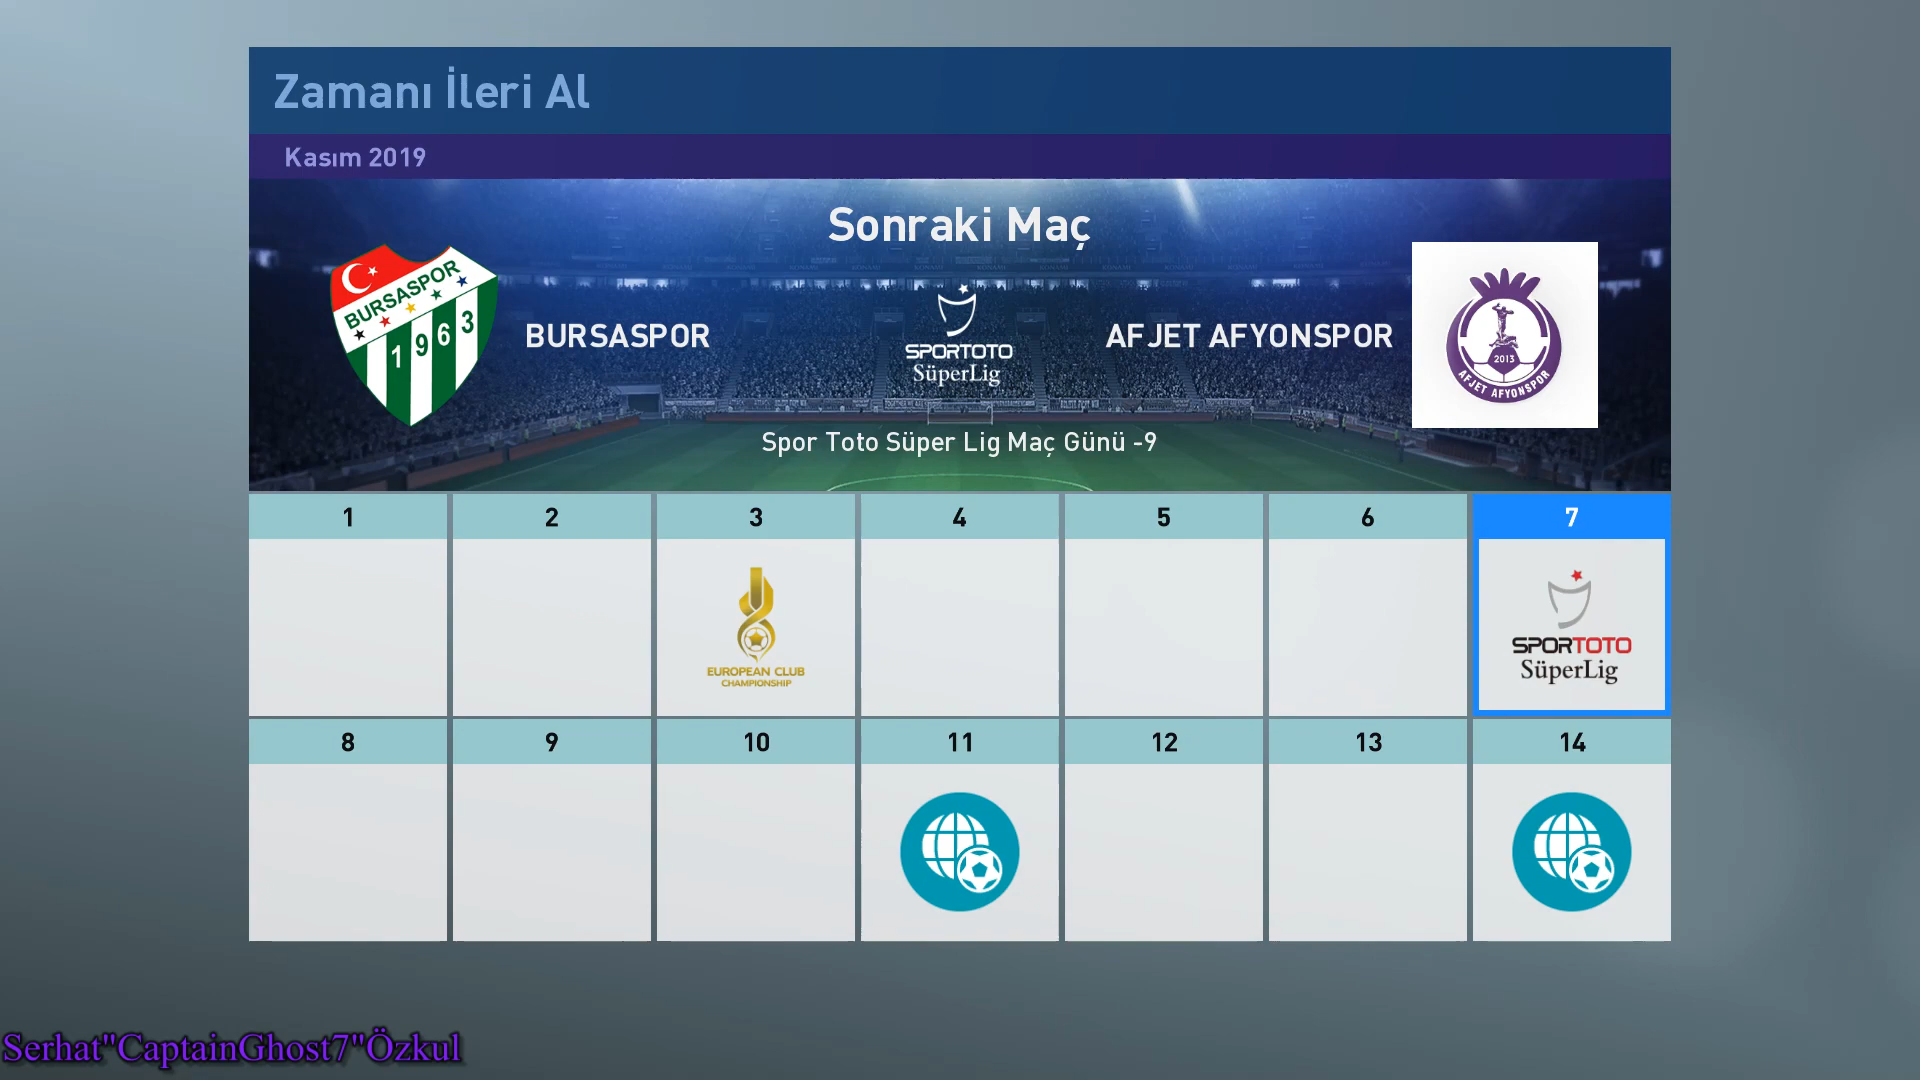 Zamanı İleri Al
Kasım 2019
Sonraki Maç
BURSASPOR
1963
BURSASPOR
SPORTOTO
SüperLig
AFJET AFYONSPOR
2013
AFJET AFYONSPOR
Spor Toto Süper Lig Maç Günü -9
1 2 3 4 5 6 7
EUROPEAN CLUB
CHAMPIONSHIP
SPORTOTO
SüperLig
8 9 10 11 12 13 14
Serhat"CaptainGhost7"Özkul